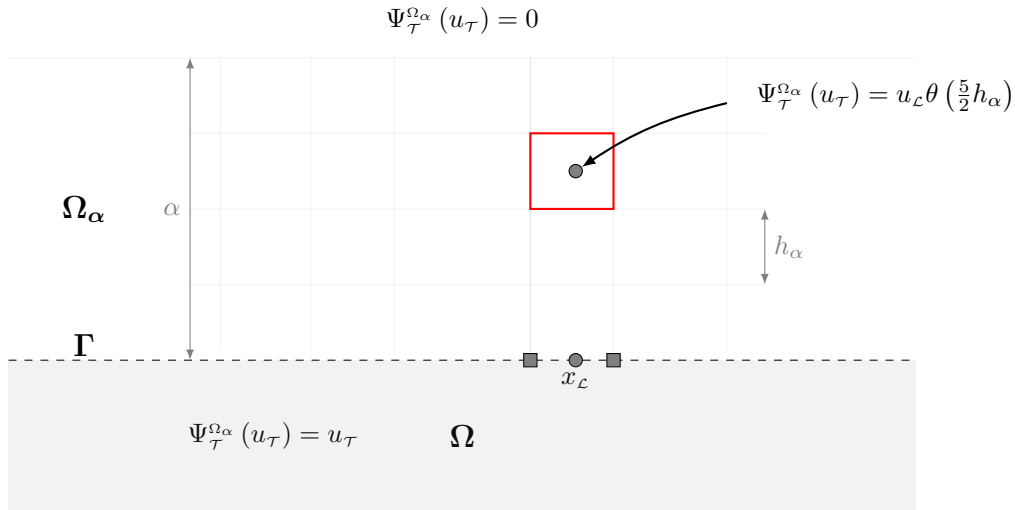 Ψ_𝒯^{Ω_α} (u_𝒯) = 0
Ψ_𝒯^{Ω_α} (u_𝒯) = u_ℒ θ (5/2 h_α)
Ω_α
α
h_α
Γ
x_ℒ
Ψ_𝒯^{Ω_α} (u_𝒯) = u_𝒯
Ω